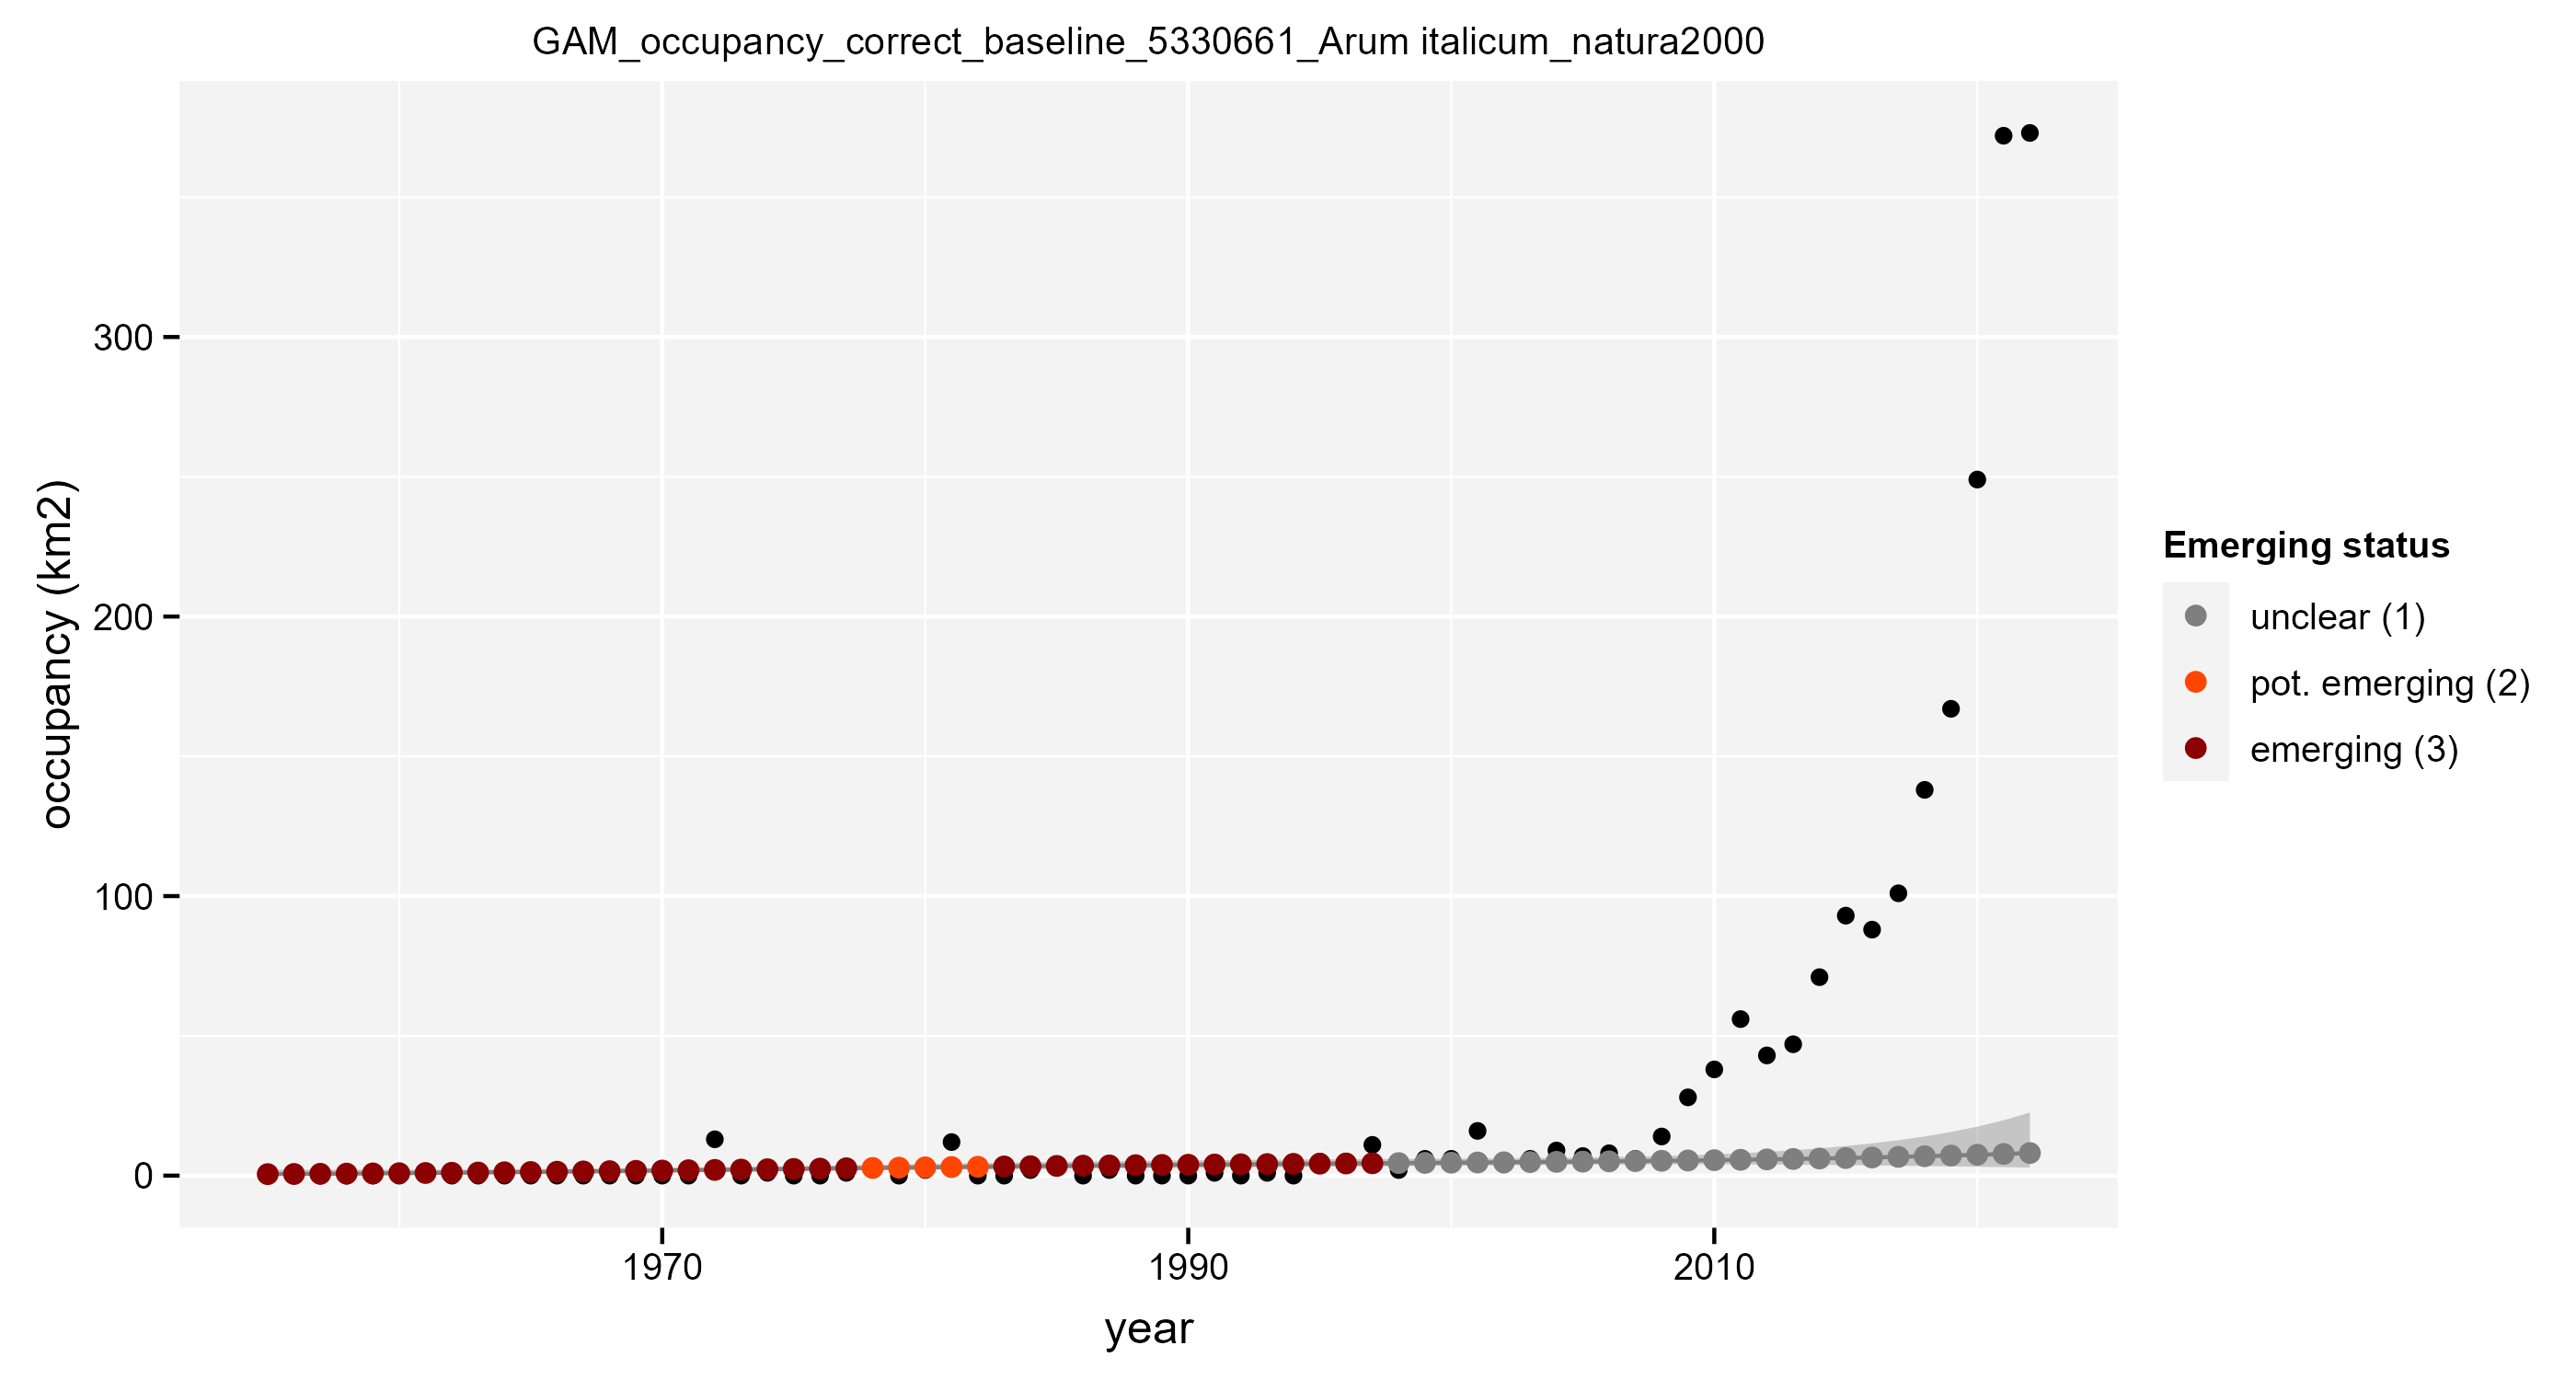 GAM_occupancy_correct_baseline_5330661_Arum italicum_natura2000
occupancy (km2)
300
200
100
0
1970
1990
2010
year
Emerging status
unclear (1)
pot. emerging (2)
emerging (3)